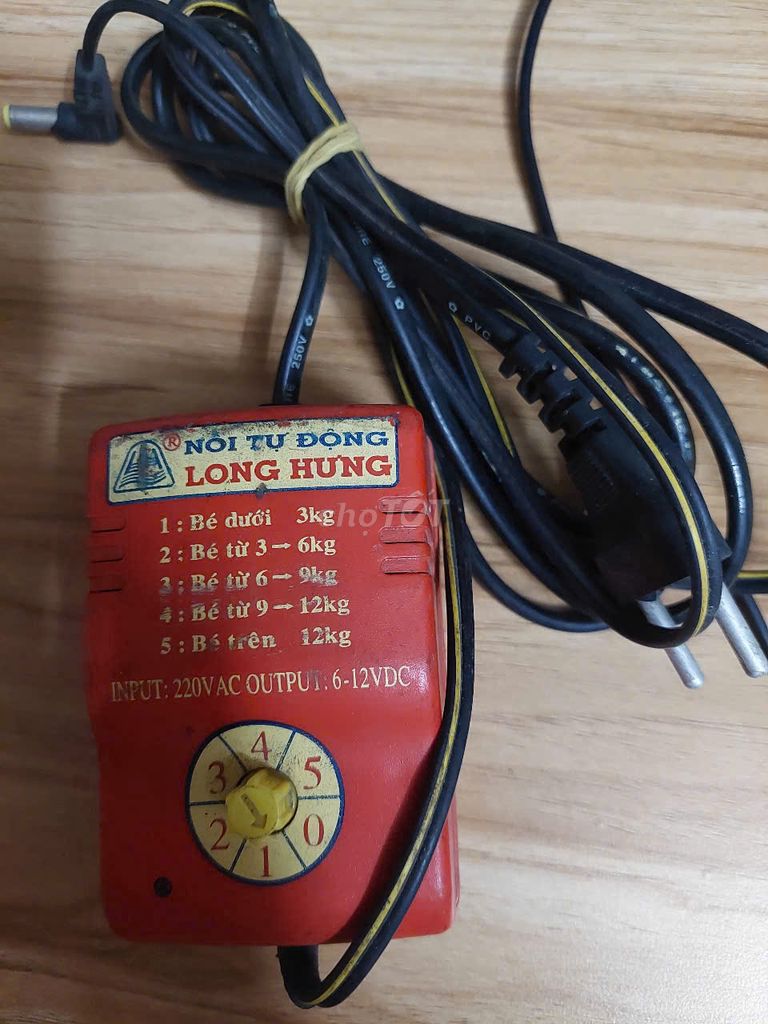 ® NÔI TỰ ĐỘNG
LONG HƯNG
1 : Bé dưới 3kg
2 : Bé từ 3→ 6kg
3 : Bé từ 6→ 9kg
4 : Bé từ 9→ 12kg
5 : Bé trên 12kg
INPUT: 220VAC OUTPUT: 6-12VDC
4
3 5
2 0
1
chợTỐT
250V
250V
PVC